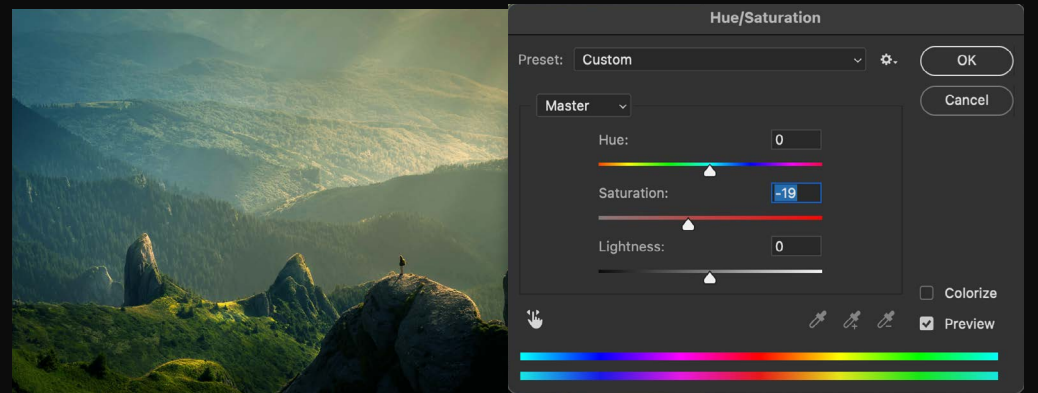 Hue/Saturation
Preset: Custom
OK
Cancel
Master
Hue: 0
Saturation: -19
Lightness: 0
Colorize
Preview